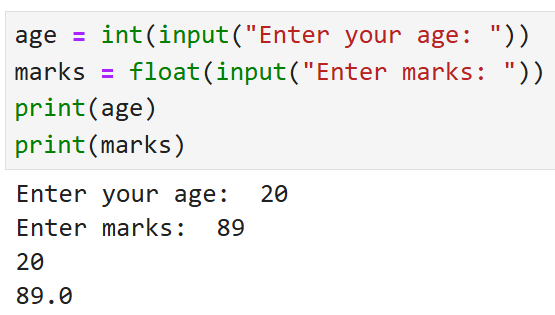 age = int(input("Enter your age: "))
marks = float(input("Enter marks: "))
print(age)
print(marks)
Enter your age:  20
Enter marks:  89
20
89.0